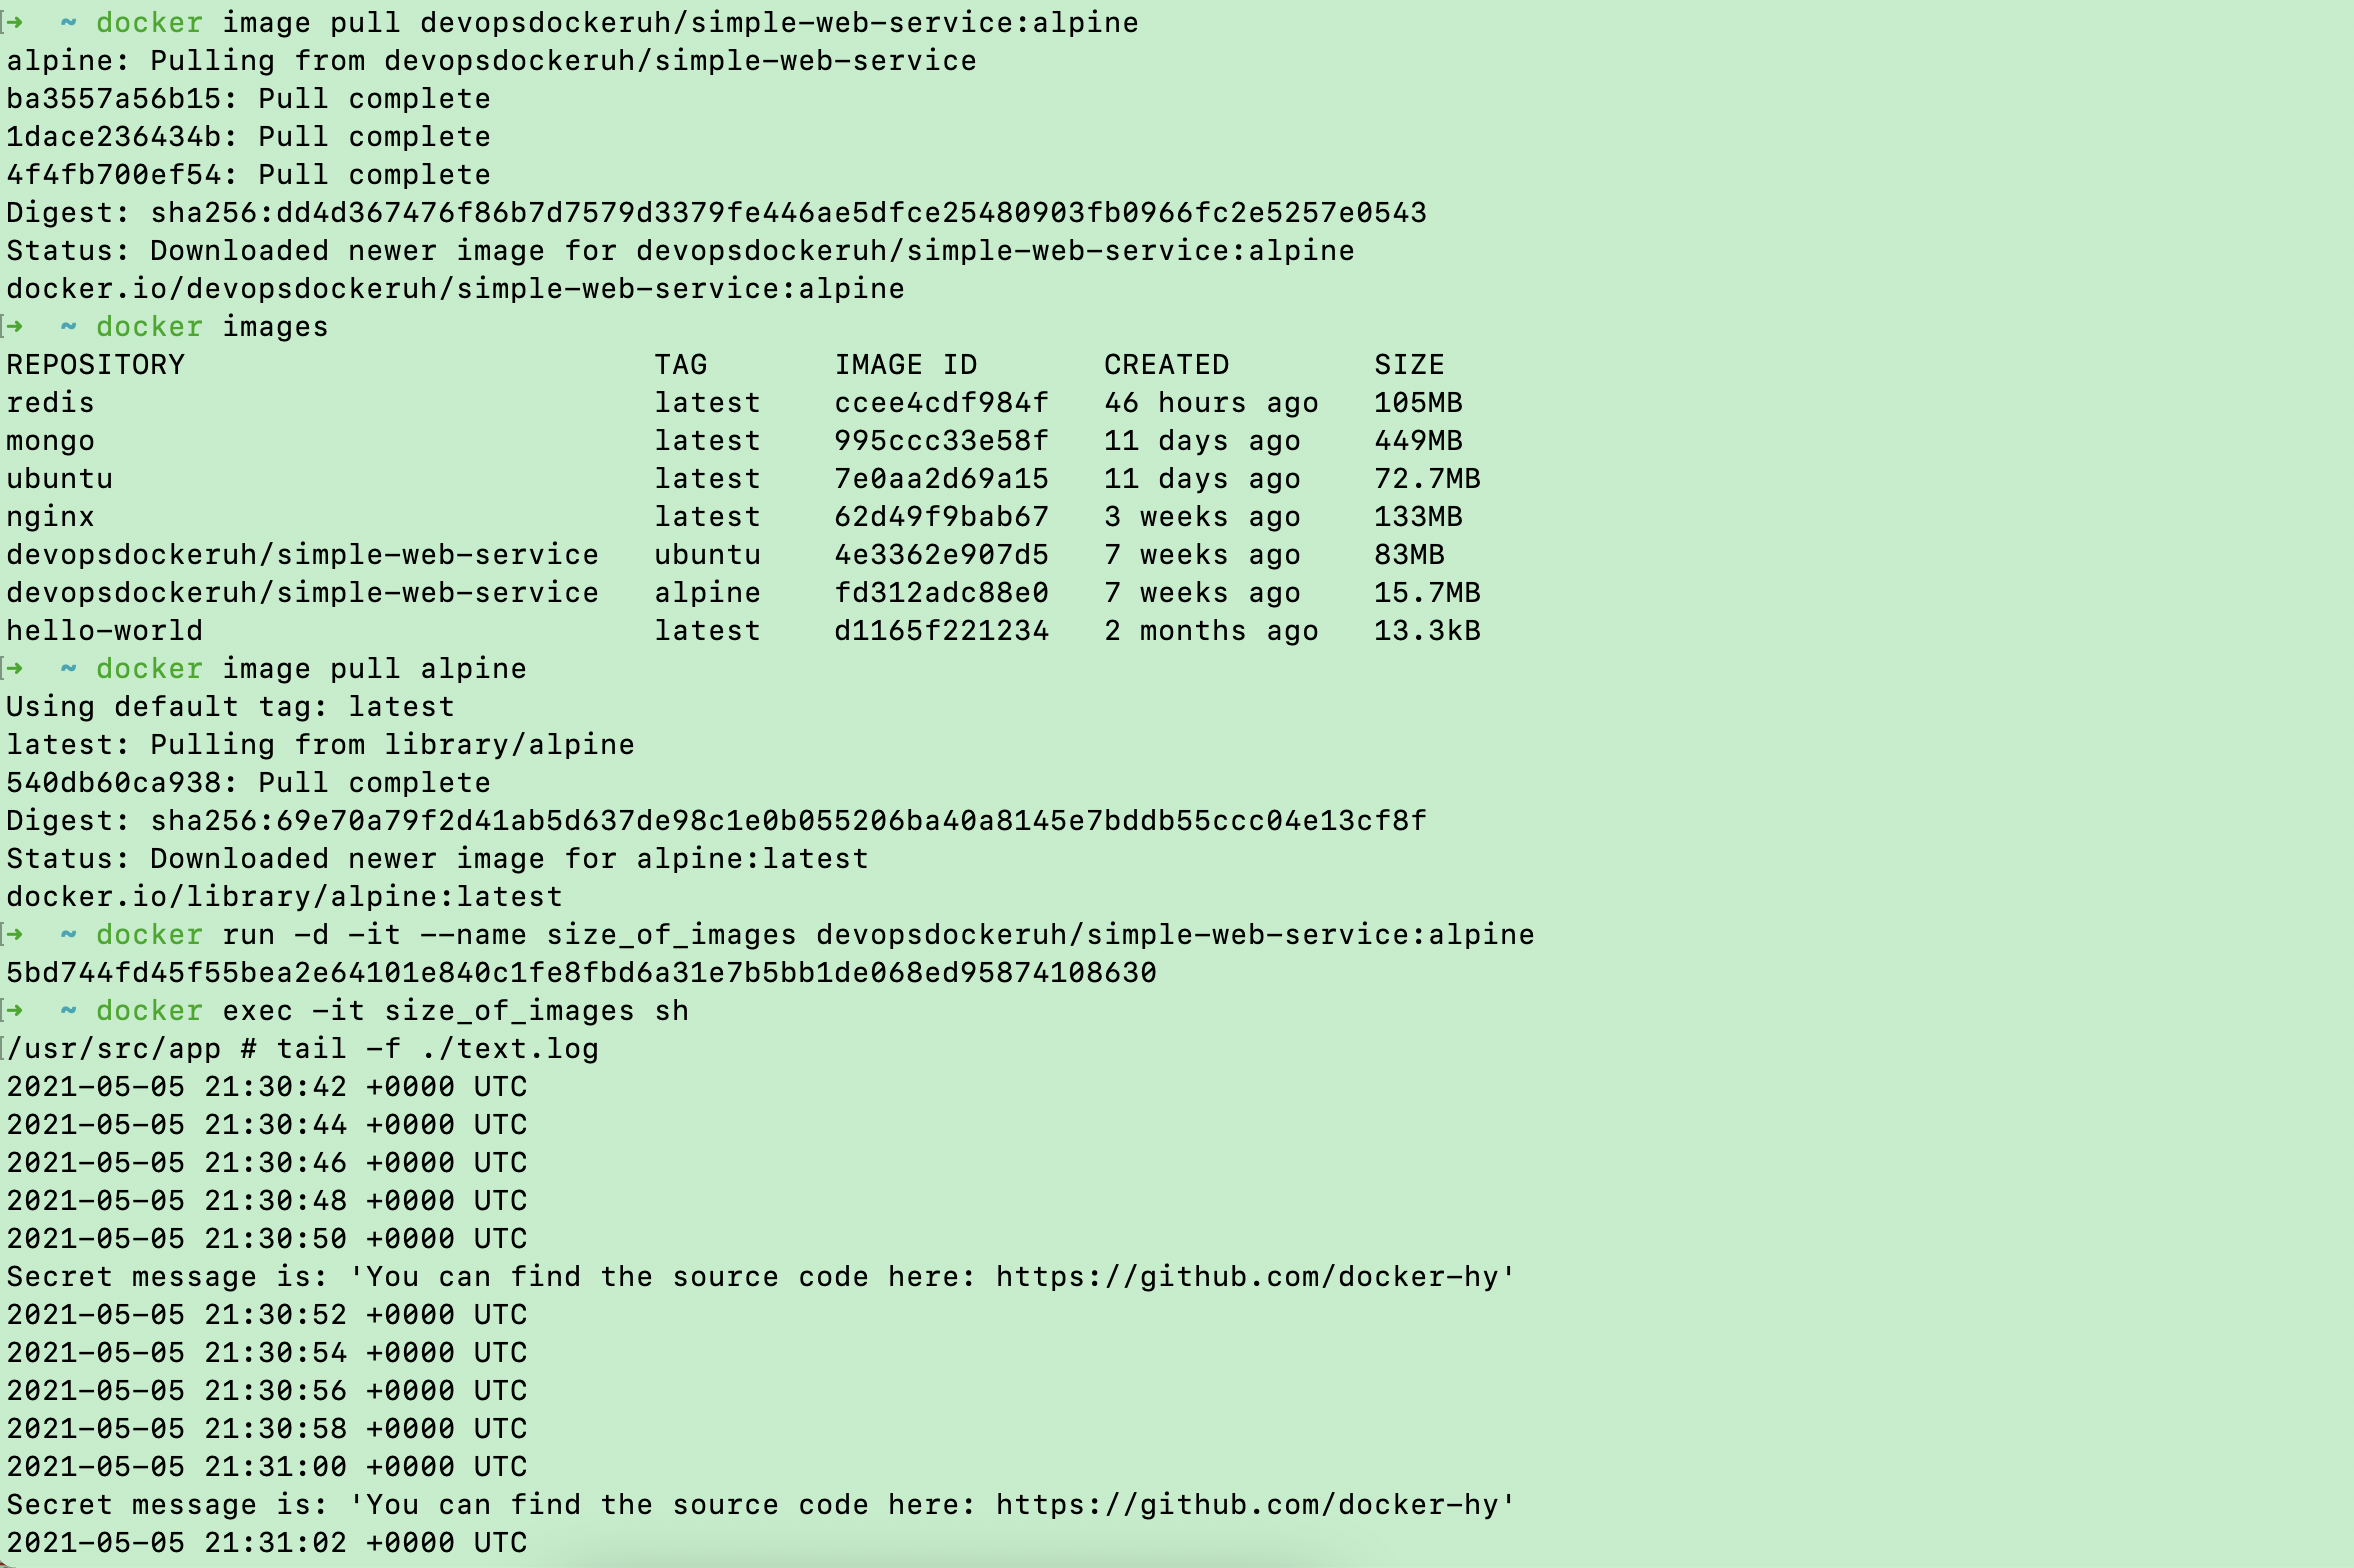 ➜  ~ docker image pull devopsdockeruh/simple-web-service:alpine
alpine: Pulling from devopsdockeruh/simple-web-service
ba3557a56b15: Pull complete
1dace236434b: Pull complete
4f4fb700ef54: Pull complete
Digest: sha256:dd4d367476f86b7d7579d3379fe446ae5dfce25480903fb0966fc2e5257e0543
Status: Downloaded newer image for devopsdockeruh/simple-web-service:alpine
docker.io/devopsdockeruh/simple-web-service:alpine
➜  ~ docker images
REPOSITORY                          TAG       IMAGE ID       CREATED        SIZE
redis                               latest    ccee4cdf984f   46 hours ago   105MB
mongo                               latest    995ccc33e58f   11 days ago    449MB
ubuntu                              latest    7e0aa2d69a15   11 days ago    72.7MB
nginx                               latest    62d49f9bab67   3 weeks ago    133MB
devopsdockeruh/simple-web-service   ubuntu    4e3362e907d5   7 weeks ago    83MB
devopsdockeruh/simple-web-service   alpine    fd312adc88e0   7 weeks ago    15.7MB
hello-world                         latest    d1165f221234   2 months ago   13.3kB
➜  ~ docker image pull alpine
Using default tag: latest
latest: Pulling from library/alpine
540db60ca938: Pull complete
Digest: sha256:69e70a79f2d41ab5d637de98c1e0b055206ba40a8145e7bddb55ccc04e13cf8f
Status: Downloaded newer image for alpine:latest
docker.io/library/alpine:latest
➜  ~ docker run -d -it --name size_of_images devopsdockeruh/simple-web-service:alpine
5bd744fd45f55bea2e64101e840c1fe8fbd6a31e7b5bb1de068ed95874108630
➜  ~ docker exec -it size_of_images sh
/usr/src/app # tail -f ./text.log
2021-05-05 21:30:42 +0000 UTC
2021-05-05 21:30:44 +0000 UTC
2021-05-05 21:30:46 +0000 UTC
2021-05-05 21:30:48 +0000 UTC
2021-05-05 21:30:50 +0000 UTC
Secret message is: 'You can find the source code here: https://github.com/docker-hy'
2021-05-05 21:30:52 +0000 UTC
2021-05-05 21:30:54 +0000 UTC
2021-05-05 21:30:56 +0000 UTC
2021-05-05 21:30:58 +0000 UTC
2021-05-05 21:31:00 +0000 UTC
Secret message is: 'You can find the source code here: https://github.com/docker-hy'
2021-05-05 21:31:02 +0000 UTC